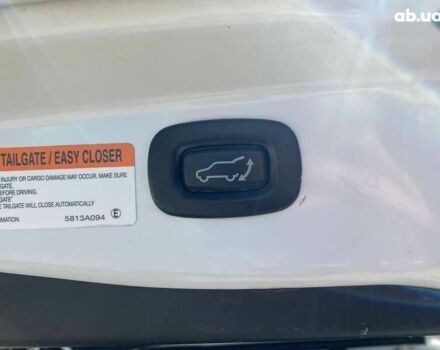 ab.ua
TAILGATE / EASY CLOSER
INJURY OR CARGO DAMAGE MAY OCCUR. MAKE SURE
GATE.
BEFORE DRIVING.
GATE"
E TAILGATE WILL CLOSE AUTOMATICALLY
RMATION. 5813A094 E